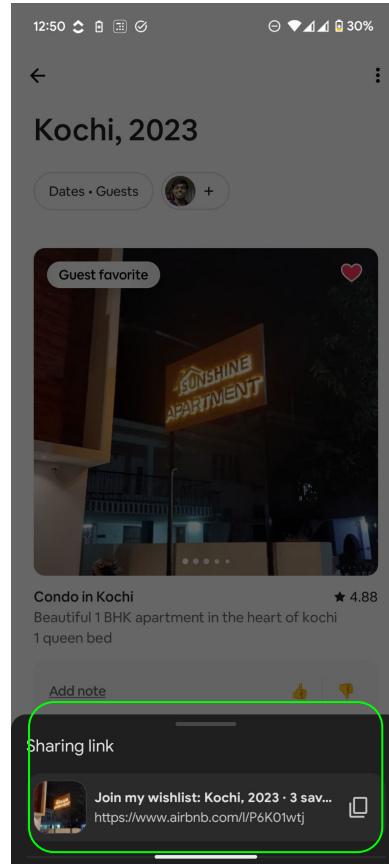 12:50
30%
Kochi, 2023
Dates • Guests
+
Guest favorite
SUNSHINE
APARTMENT
Condo in Kochi ★ 4.88
Beautiful 1 BHK apartment in the heart of kochi
1 queen bed
Add note
Sharing link
Join my wishlist: Kochi, 2023 · 3 sav...
https://www.airbnb.com/l/P6K01wtj